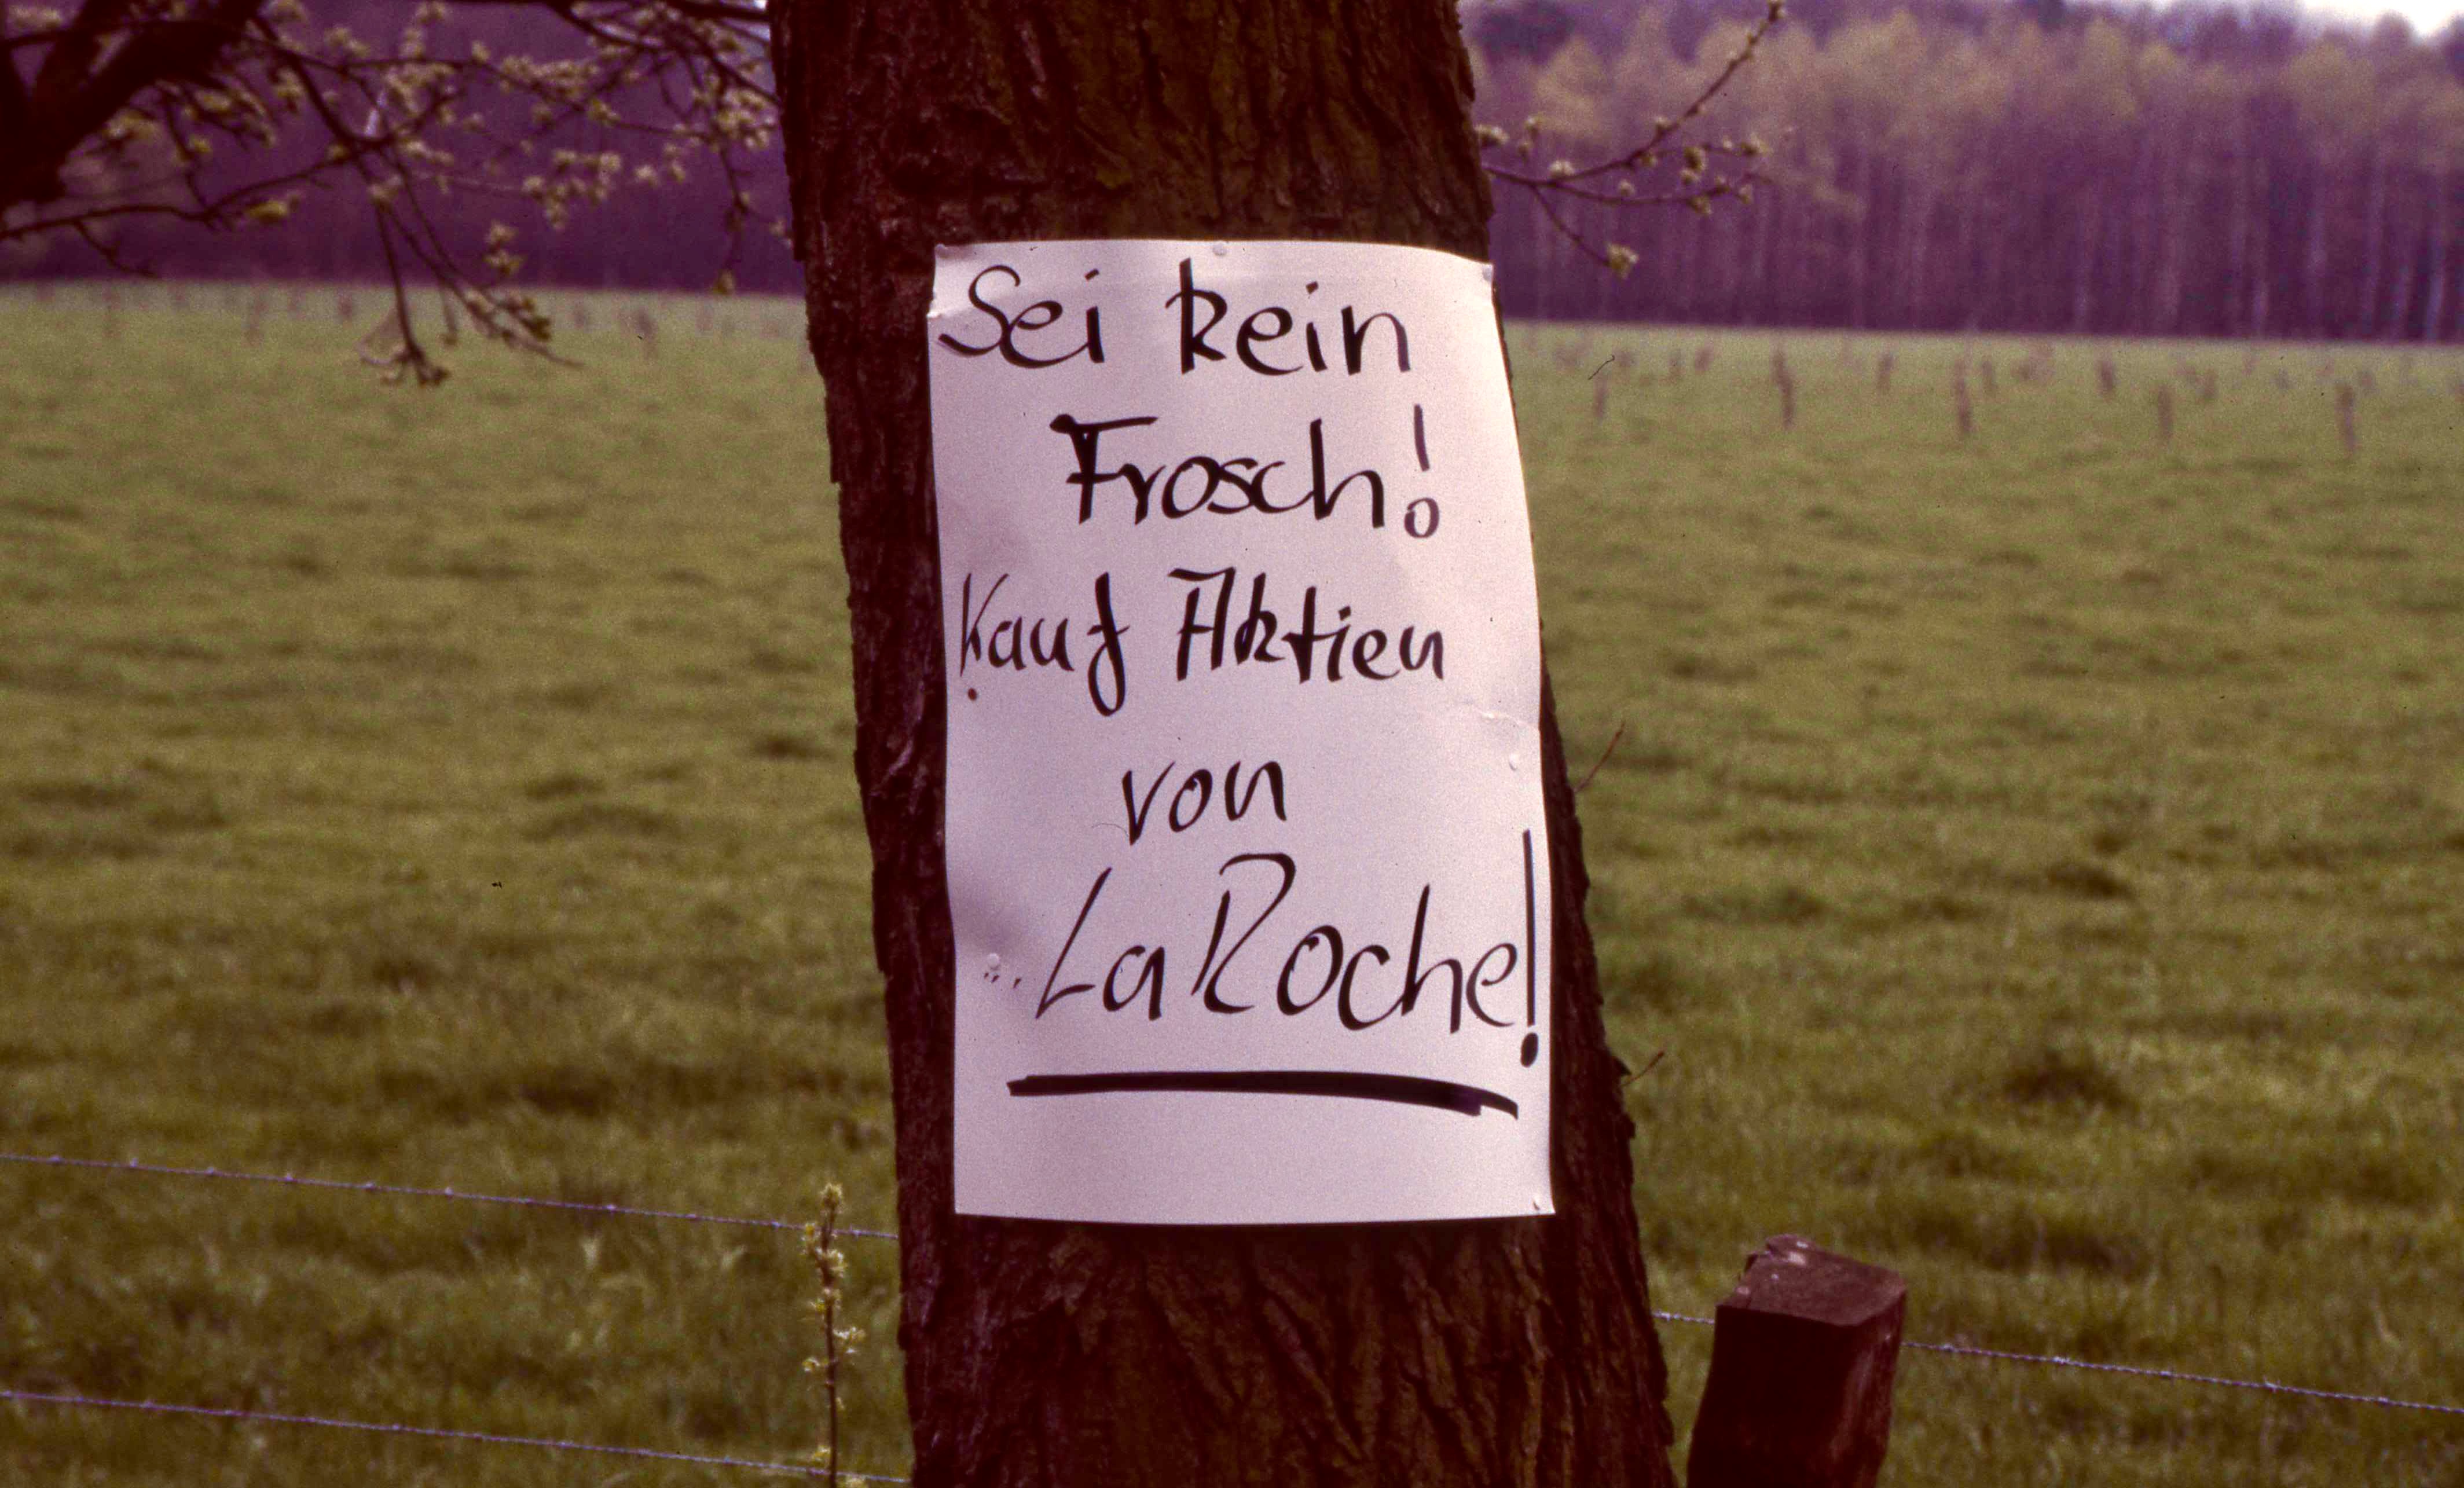 Sei kein
Frosch!
Kauf Aktien
von
...La Roche!